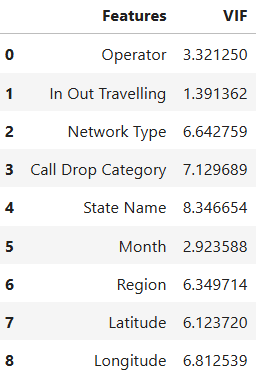 Features VIF
0 Operator 3.321250
1 In Out Travelling 1.391362
2 Network Type 6.642759
3 Call Drop Category 7.129689
4 State Name 8.346654
5 Month 2.923588
6 Region 6.349714
7 Latitude 6.123720
8 Longitude 6.812539